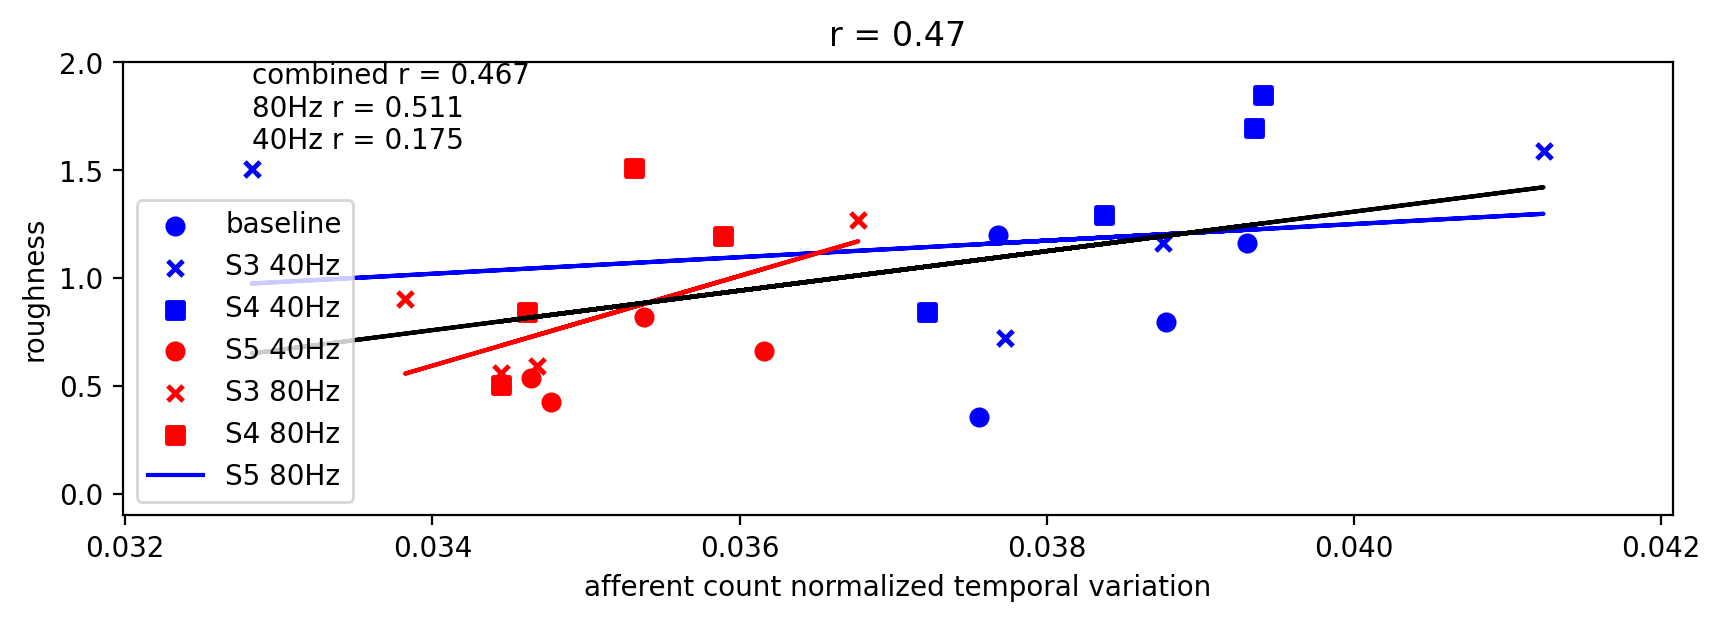 r = 0.47
combined r = 0.467
80Hz r = 0.511
40Hz r = 0.175
2.0
1.5
1.0
0.5
0.0
roughness
baseline
S3 40Hz
S4 40Hz
S5 40Hz
S3 80Hz
S4 80Hz
S5 80Hz
0.032 0.034 0.036 0.038 0.040 0.042
afferent count normalized temporal variation